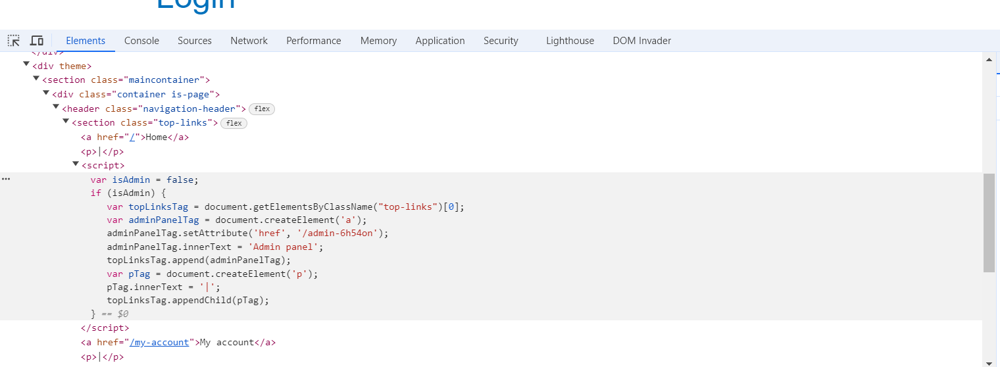 Login
Elements Console Sources Network Performance Memory Application Security Lighthouse DOM Invader
</div>
<div theme>
<section class="maincontainer">
<div class="container is-page">
<header class="navigation-header"> flex
<section class="top-links"> flex
<a href="/">Home</a>
<p>|</p>
<script>
... var isAdmin = false;
if (isAdmin) {
var topLinksTag = document.getElementsByClassName("top-links")[0];
var adminPanelTag = document.createElement('a');
adminPanelTag.setAttribute('href', '/admin-6h54on');
adminPanelTag.innerText = 'Admin panel';
topLinksTag.append(adminPanelTag);
var pTag = document.createElement('p');
pTag.innerText = '|';
topLinksTag.appendChild(pTag);
} == $0
</script>
<a href="/my-account">My account</a>
<p>|</p>